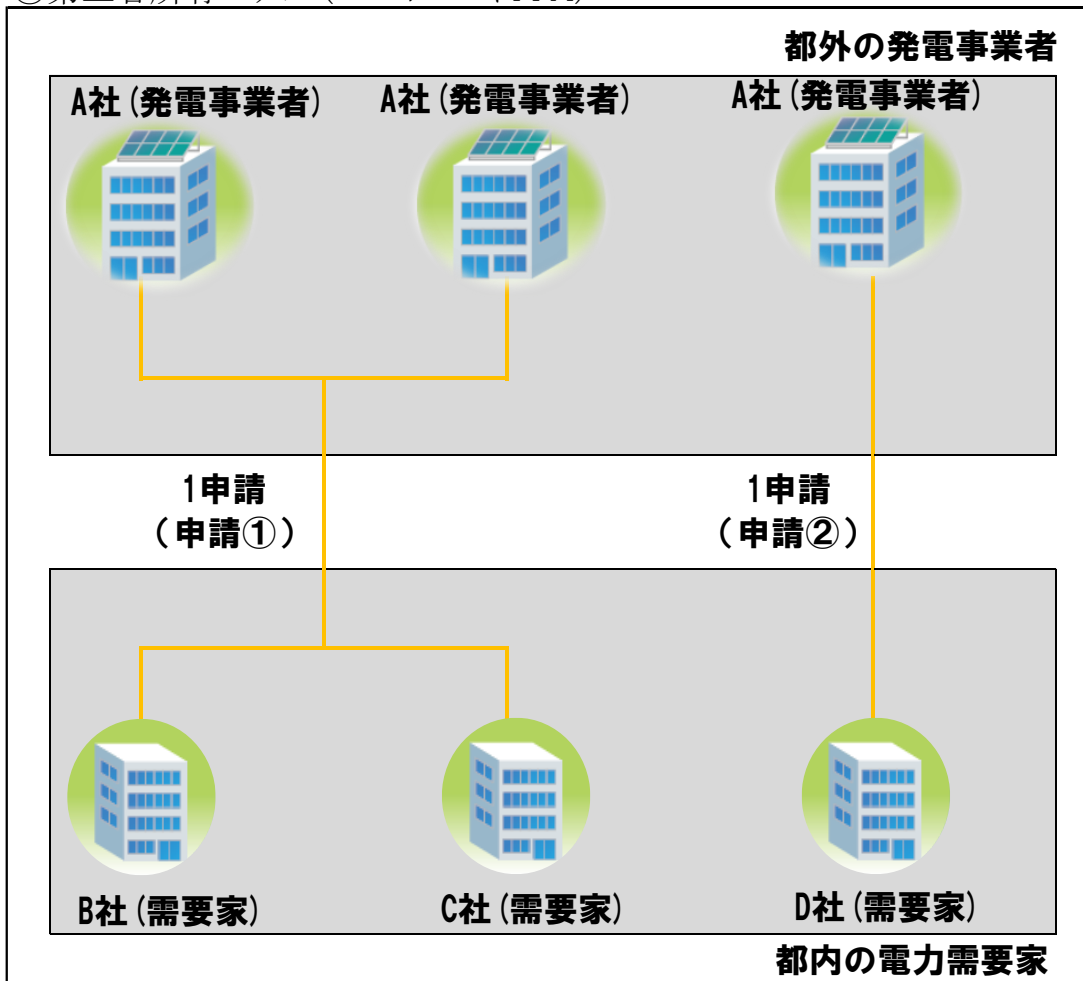 都外の発電事業者
A社(発電事業者)
A社(発電事業者)
A社(発電事業者)
1申請
(申請①)
1申請
(申請②)
B社(需要家)
C社(需要家)
D社(需要家)
都内の電力需要家